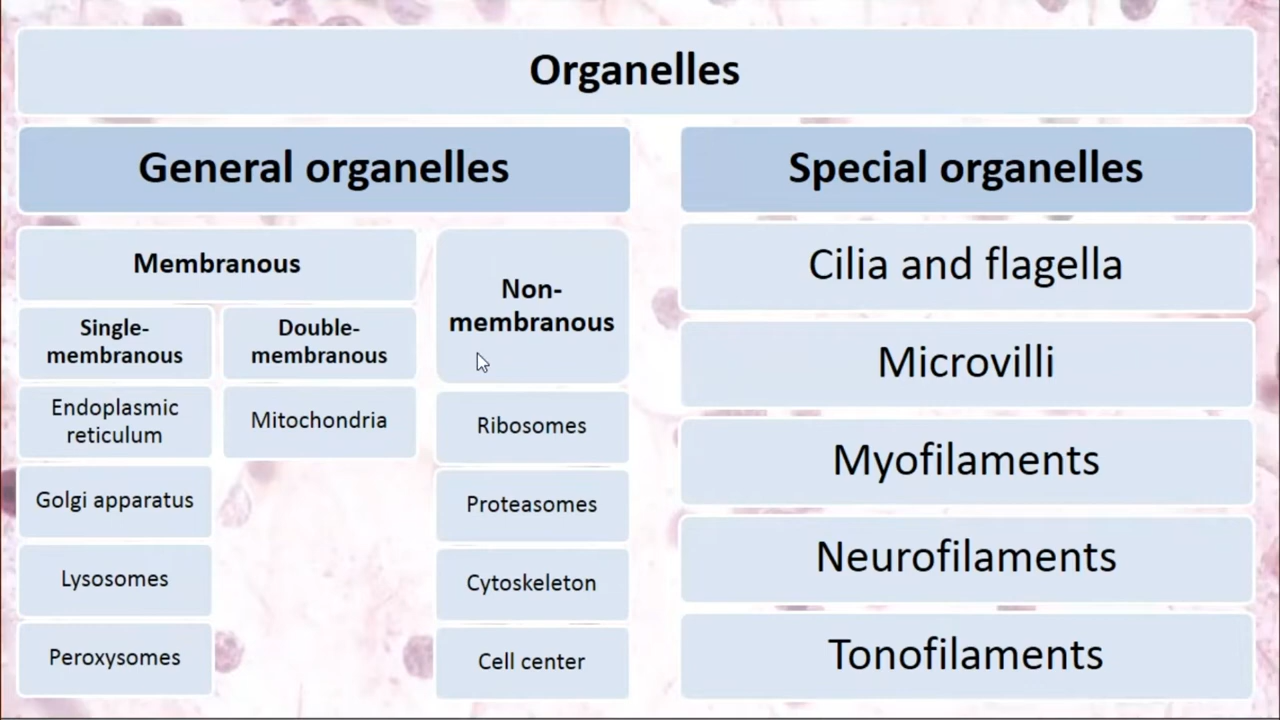 Organelles
General organelles
Special organelles
Membranous
Non-
membranous
Single-
membranous
Double-
membranous
Endoplasmic
reticulum
Mitochondria
Golgi apparatus
Lysosomes
Peroxysomes
Ribosomes
Proteasomes
Cytoskeleton
Cell center
Cilia and flagella
Microvilli
Myofilaments
Neurofilaments
Tonofilaments